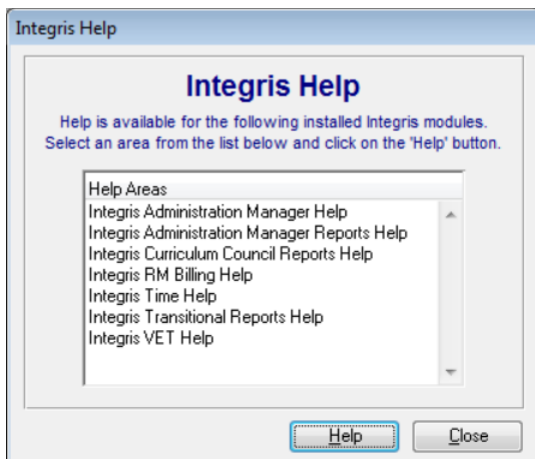 Integris Help
Integris Help
Help is available for the following installed Integris modules.
Select an area from the list below and click on the 'Help' button.
Help Areas
Integris Administration Manager Help
Integris Administration Manager Reports Help
Integris Curriculum Council Reports Help
Integris RM Billing Help
Integris Time Help
Integris Transitional Reports Help
Integris VET Help
Help
Close